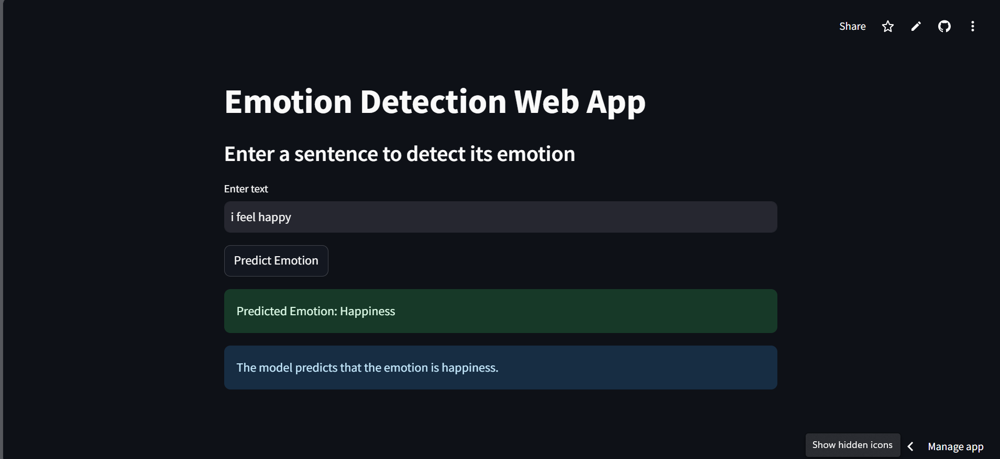 Share
Emotion Detection Web App
Enter a sentence to detect its emotion
Enter text
i feel happy
Predict Emotion
Predicted Emotion: Happiness
The model predicts that the emotion is happiness.
Show hidden icons
Manage app